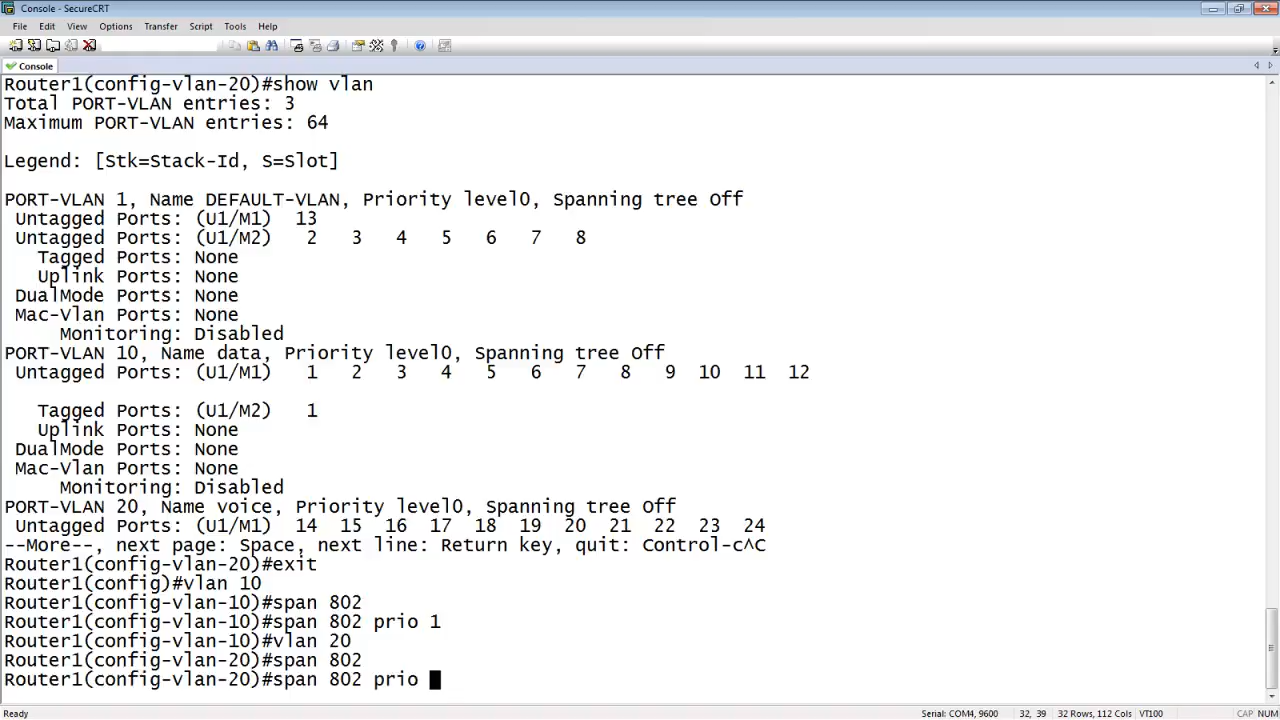 Console - SecureCRT
File Edit View Options Transfer Script Tools Help
Console
Router1(config-vlan-20)#show vlan
Total PORT-VLAN entries: 3
Maximum PORT-VLAN entries: 64
Legend: [Stk=Stack-Id, S=Slot]
PORT-VLAN 1, Name DEFAULT-VLAN, Priority level0, Spanning tree Off
Untagged Ports: (U1/M1) 13
Untagged Ports: (U1/M2) 2 3 4 5 6 7 8
Tagged Ports: None
Uplink Ports: None
DualMode Ports: None
Mac-Vlan Ports: None
Monitoring: Disabled
PORT-VLAN 10, Name data, Priority level0, Spanning tree Off
Untagged Ports: (U1/M1) 1 2 3 4 5 6 7 8 9 10 11 12
Tagged Ports: (U1/M2) 1
Uplink Ports: None
DualMode Ports: None
Mac-Vlan Ports: None
Monitoring: Disabled
PORT-VLAN 20, Name voice, Priority level0, Spanning tree Off
Untagged Ports: (U1/M1) 14 15 16 17 18 19 20 21 22 23 24
--More--, next page: Space, next line: Return key, quit: Control-c^C
Router1(config-vlan-20)#exit
Router1(config)#vlan 10
Router1(config-vlan-10)#span 802
Router1(config-vlan-10)#span 802 prio 1
Router1(config-vlan-10)#vlan 20
Router1(config-vlan-20)#span 802
Router1(config-vlan-20)#span 802 prio
Ready Serial: COM4, 9600 32, 39 32 Rows, 112 Cols VT100 CAP NUM